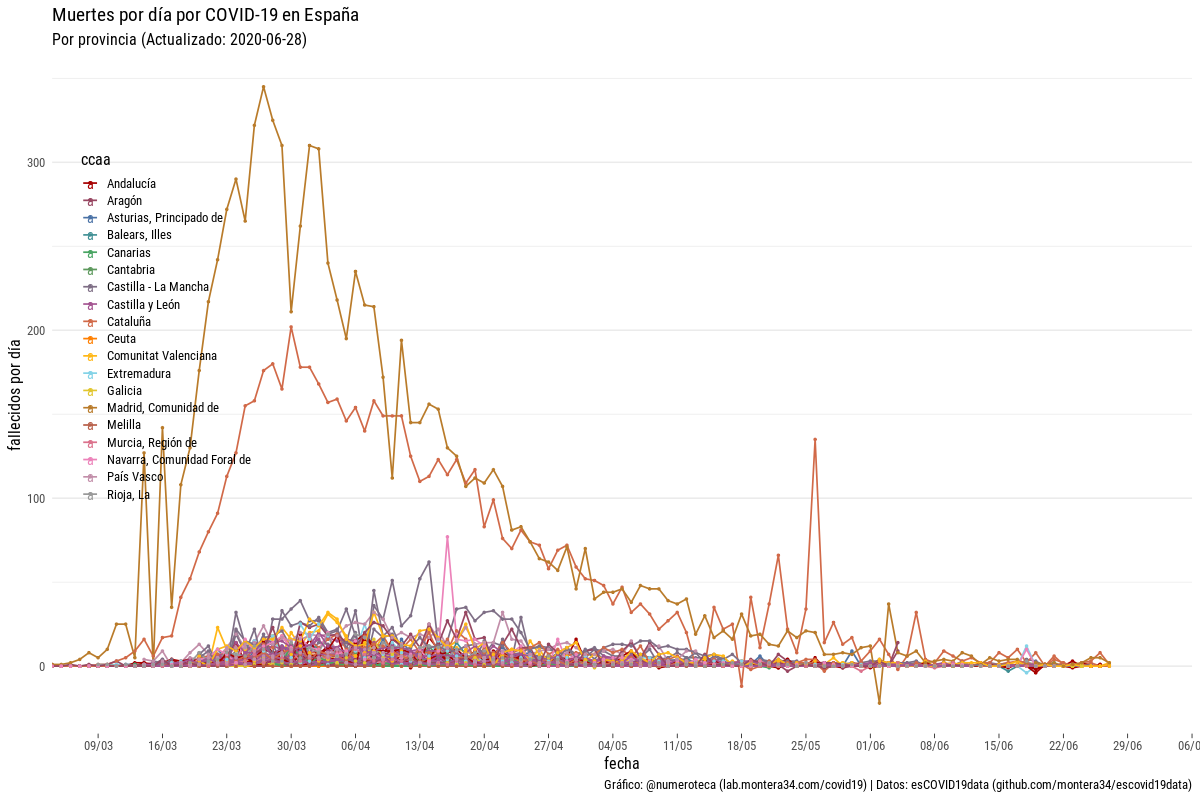 Muertes por día por COVID-19 en España
Por provincia (Actualizado: 2020-06-28)
fallecidos por día
300
200
100
0
ccaa
Andalucía
Aragón
Asturias, Principado de
Balears, Illes
Canarias
Cantabria
Castilla - La Mancha
Castilla y León
Cataluña
Ceuta
Comunitat Valenciana
Extremadura
Galicia
Madrid, Comunidad de
Melilla
Murcia, Región de
Navarra, Comunidad Foral de
País Vasco
Rioja, La
09/03 16/03 23/03 30/03 06/04 13/04 20/04 27/04 04/05 11/05 18/05 25/05 01/06 08/06 15/06 22/06 29/06 06/0
fecha
Gráfico: @numeroteca (lab.montera34.com/covid19) | Datos: esCOVID19data (github.com/montera34/escovid19data)